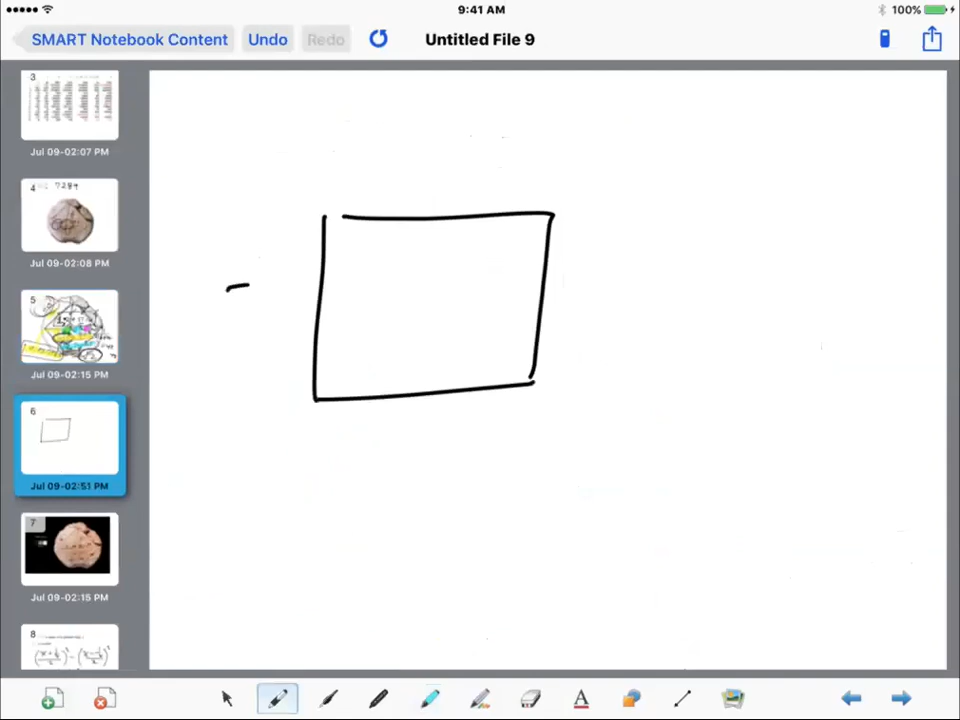 9:41 AM
100%
SMART Notebook Content
Undo
Redo
Untitled File 9
3
Jul 09-02:07 PM
4
7289
Jul 09-02:08 PM
5
Jul 09-02:15 PM
6
Jul 09-02:51 PM
7
Jul 09-02:15 PM
8
A